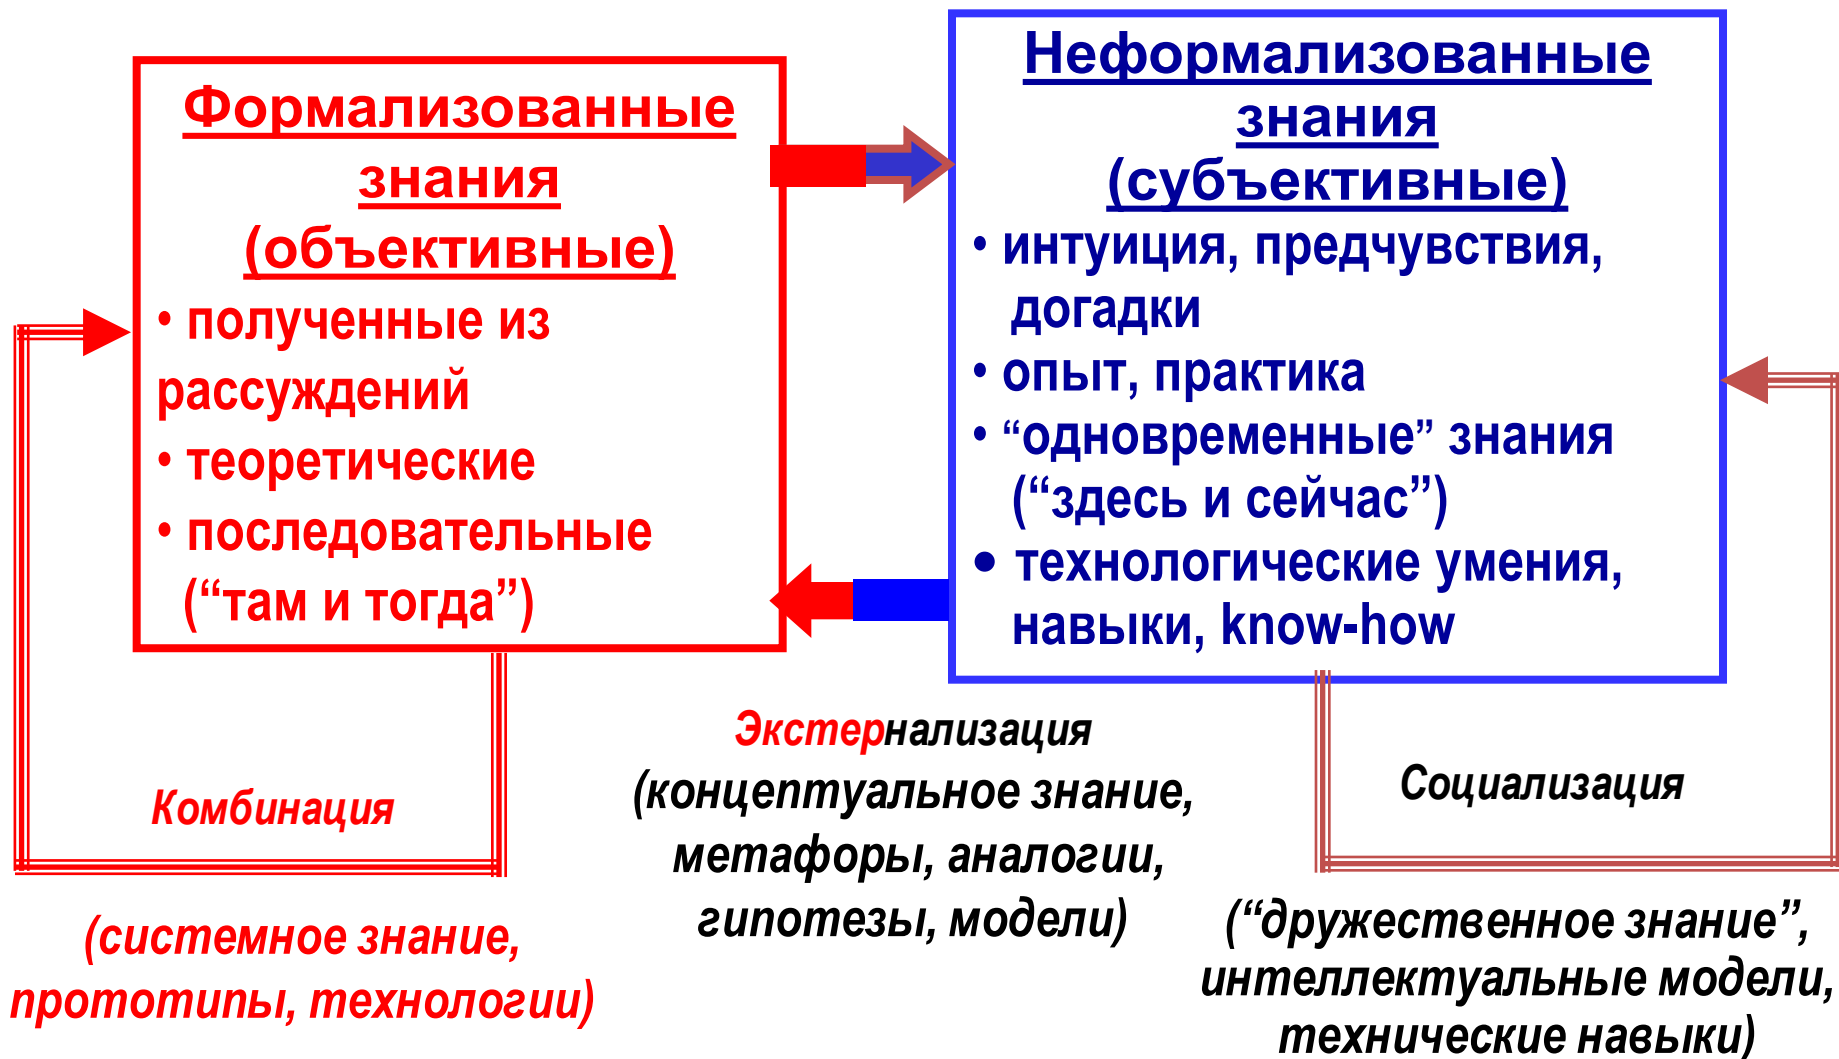 Формализованные
знания
(объективные)
• полученные из
рассуждений
• теоретические
• последовательные
(“там и тогда”)
Неформализованные
знания
(субъективные)
• интуиция, предчувствия,
догадки
• опыт, практика
• “одновременные” знания
(“здесь и сейчас”)
• технологические умения,
навыки, know-how
Комбинация
(системное знание,
прототипы, технологии)
Экстернализация
(концептуальное знание,
метафоры, аналогии,
гипотезы, модели)
Социализация
(“дружественное знание”,
интеллектуальные модели,
технические навыки)